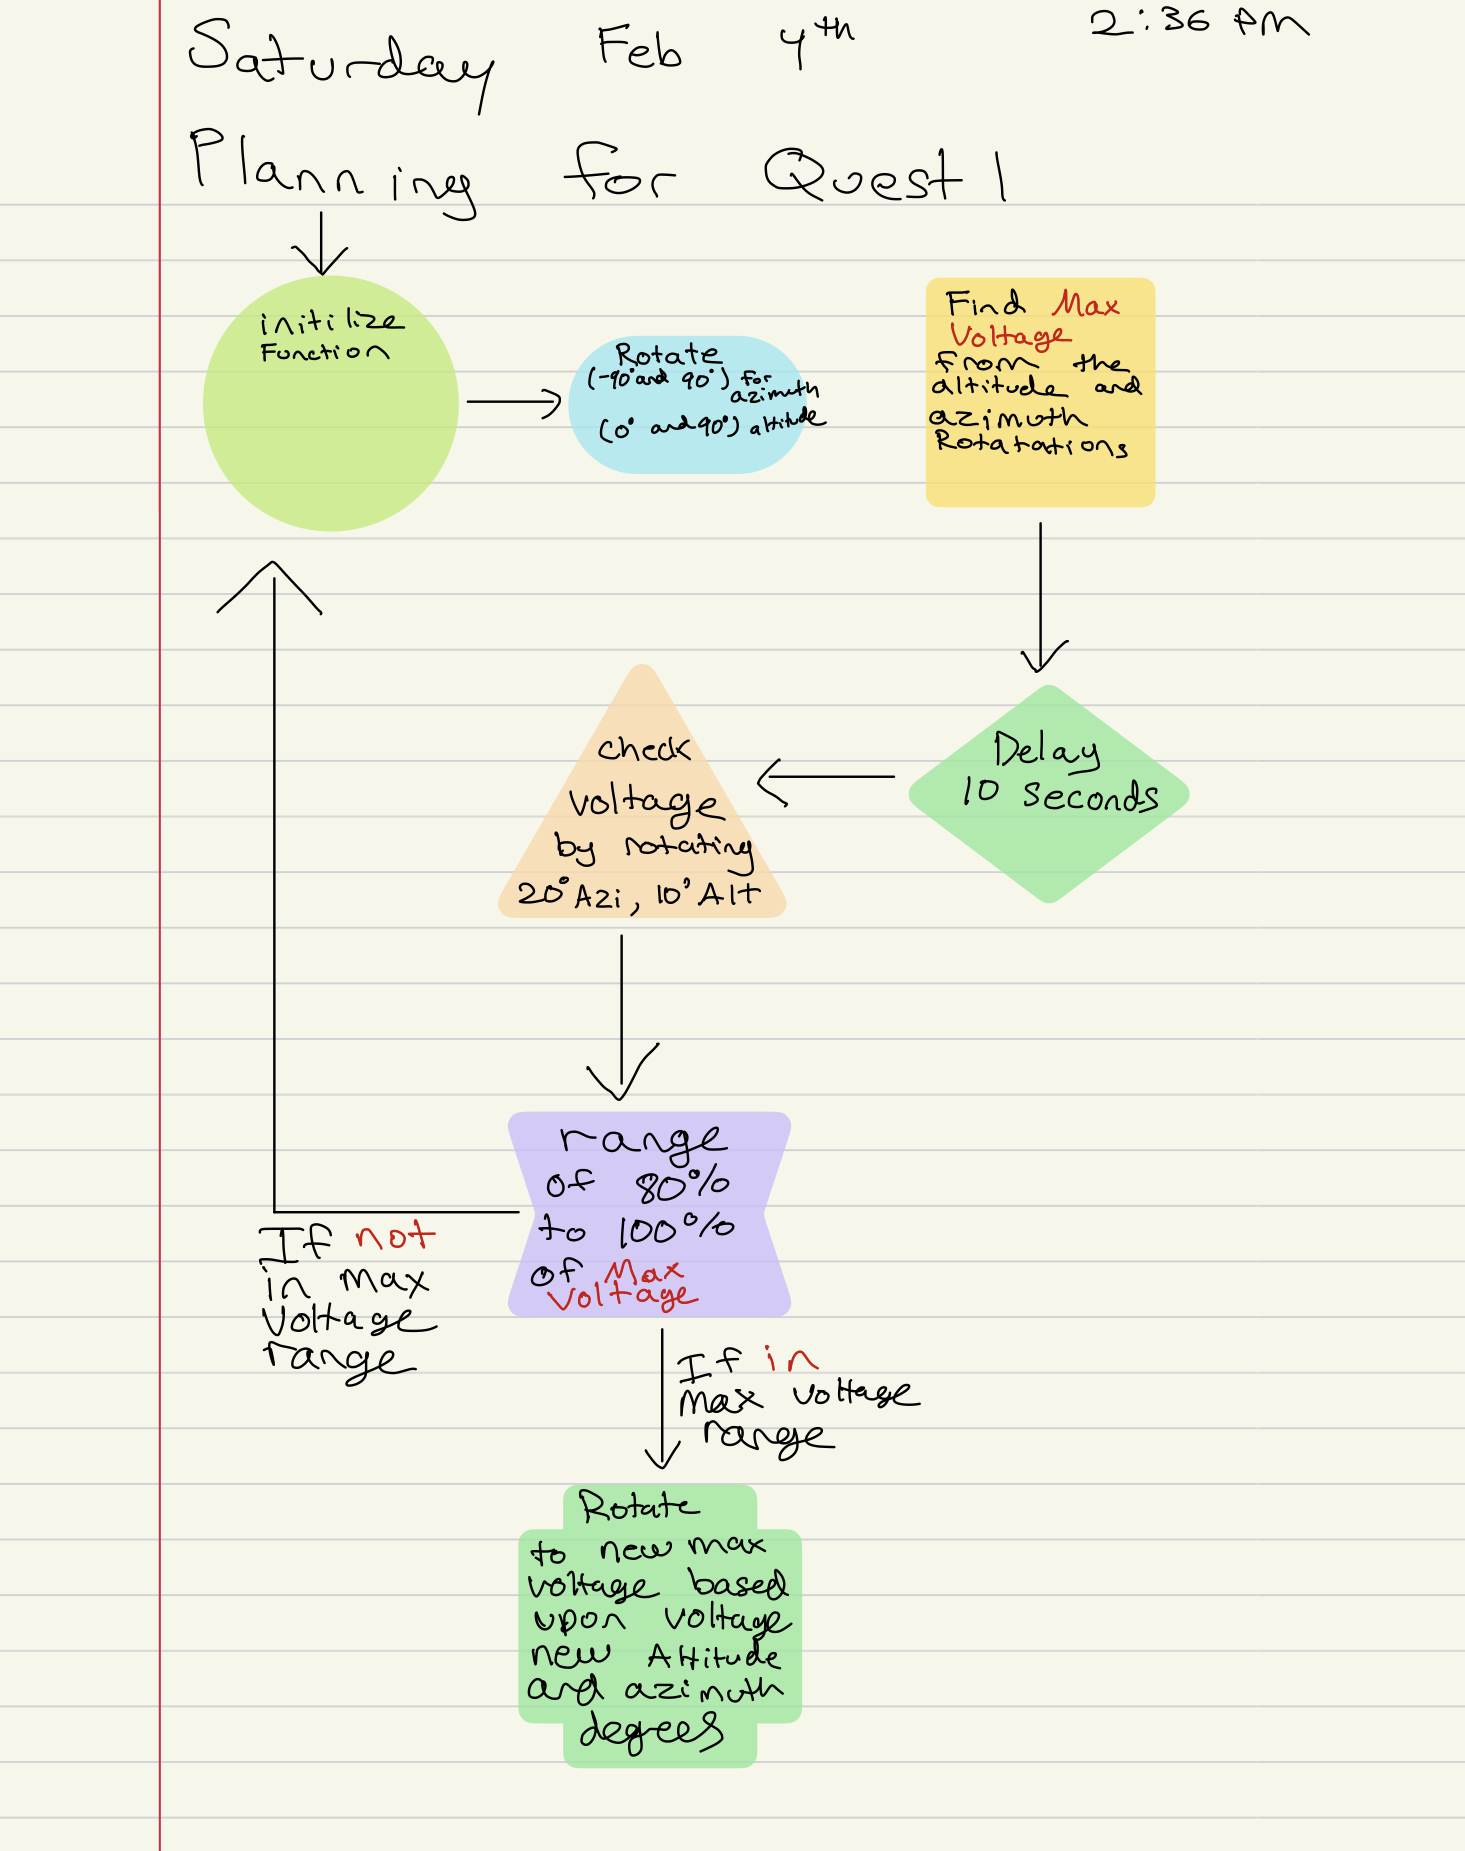 Saturday Feb 4th 2:36 PM
Planning for Quest 1
initilize
Function
Rotate
(-90° and 90°) for
azimuth
(0° and 90°) altitude
Find Max
Voltage
from the
altitude and
azimuth
Rotatations
Delay
10 seconds
check
voltage
by rotating
20° Azi, 10° Alt
range
of 80%
to 100%
of Max
Voltage
If not
in max
voltage
range
If in
max voltage
range
Rotate
to new max
voltage based
upon voltage
new Altitude
and azimuth
degrees